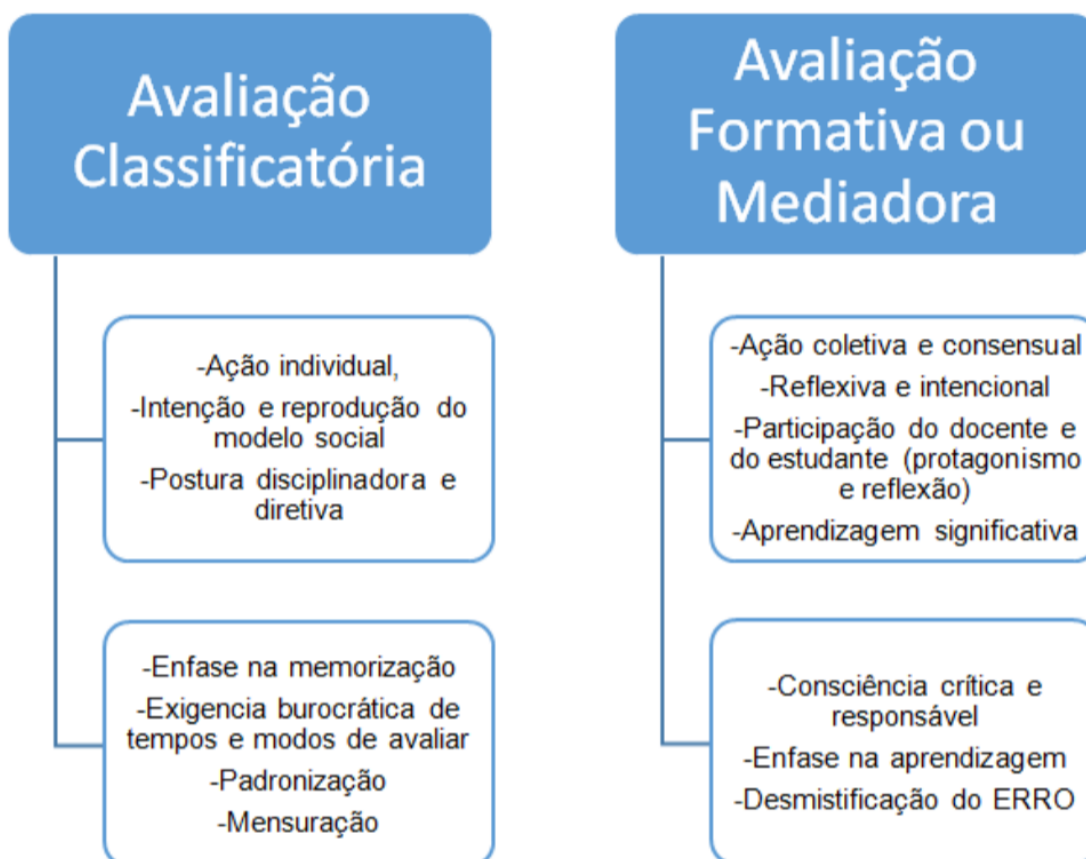 Avaliação
Classificatória
-Ação individual,
-Intenção e reprodução do
modelo social
-Postura disciplinadora e
diretiva
-Enfase na memorização
-Exigencia burocrática de
tempos e modos de avaliar
-Padronização
-Mensuração
Avaliação
Formativa ou
Mediadora
-Ação coletiva e consensual
-Reflexiva e intencional
-Participação do docente e
do estudante (protagonismo
e reflexão)
-Aprendizagem significativa
-Consciência crítica e
responsável
-Enfase na aprendizagem
-Desmistificação do ERRO